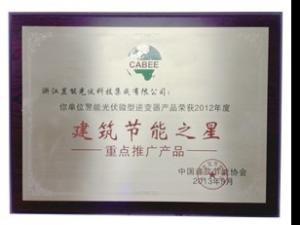 CABEE
浙江昱能光伏科技集成有限公司：
你单位智能光伏微型逆变器产品荣获2012年度
建筑节能之星
重点推广产品
中国建筑节能协会
2013年9月